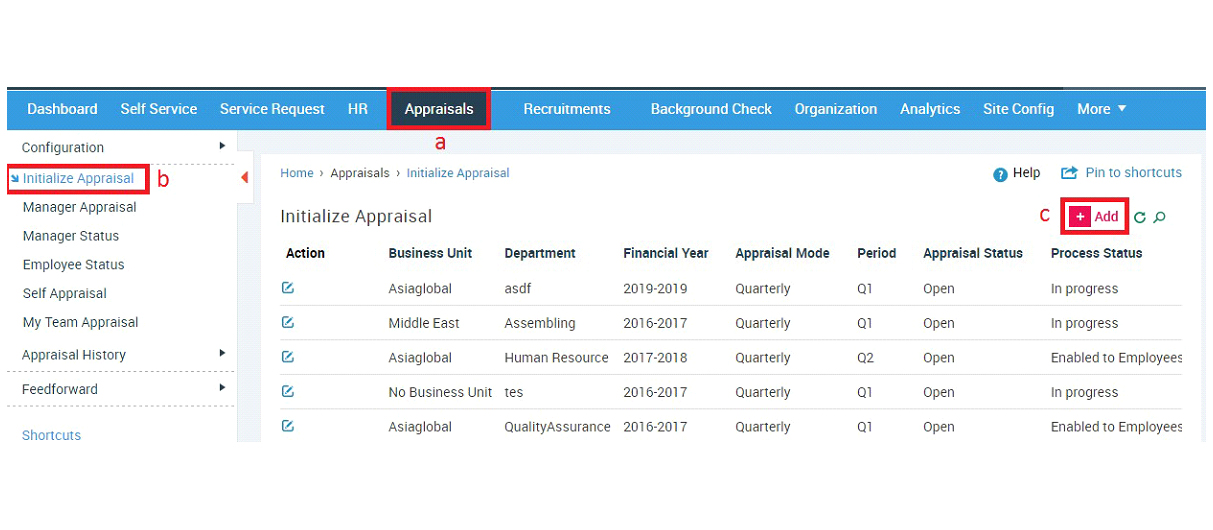 Dashboard Self Service Service Request HR Appraisals Recruitments Background Check Organization Analytics Site Config More
a
Configuration
Initialize Appraisal b
Manager Appraisal
Manager Status
Employee Status
Self Appraisal
My Team Appraisal
Appraisal History
Feedforward
Shortcuts
Home › Appraisals › Initialize Appraisal
? Help Pin to shortcuts
Initialize Appraisal
c + Add
Action Business Unit Department Financial Year Appraisal Mode Period Appraisal Status Process Status
Asiaglobal asdf 2019-2019 Quarterly Q1 Open In progress
Middle East Assembling 2016-2017 Quarterly Q1 Open In progress
Asiaglobal Human Resource 2017-2018 Quarterly Q2 Open Enabled to Employees
No Business Unit tes 2016-2017 Quarterly Q1 Open In progress
Asiaglobal QualityAssurance 2016-2017 Quarterly Q1 Open Enabled to Employees